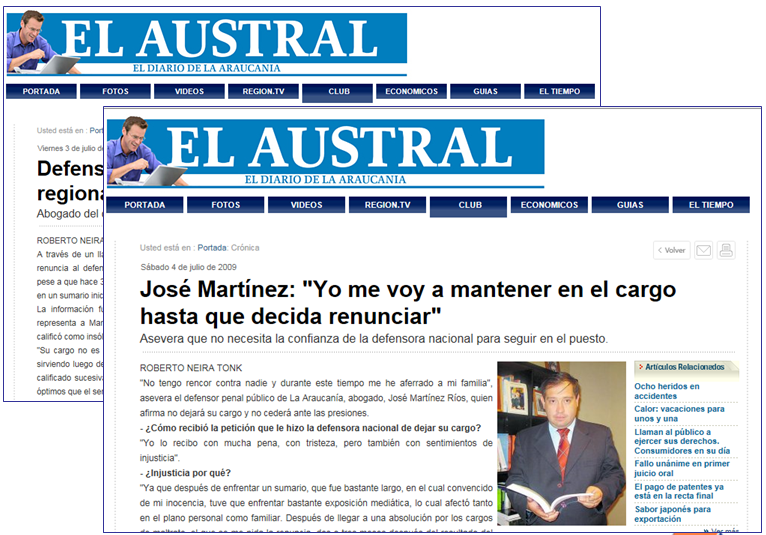 EL AUSTRAL
EL DIARIO DE LA ARAUCANIA
PORTADA FOTOS VIDEOS REGION.TV CLUB ECONOMICOS GUIAS EL TIEMPO
Usted está en :
Viernes 3 de julio
regiona
Abogado del
ROBERTO NEIRA
A través de un
renuncia al
pese a que hace 3
en un sumario
La información
representa a
calificó como
"Su cargo no es
sirviendo luego de
calificado
óptimos que el
EL AUSTRAL
EL DIARIO DE LA ARAUCANIA
PORTADA FOTOS VIDEOS REGION.TV CLUB ECONOMICOS GUIAS EL TIEMPO
Usted está en : Portada: Crónica
Volver
Sábado 4 de julio de 2009
José Martínez: "Yo me voy a mantener en el cargo
hasta que decida renunciar"
Asevera que no necesita la confianza de la defensora nacional para seguir en el puesto.
ROBERTO NEIRA TONK
"No tengo rencor contra nadie y durante este tiempo me he aferrado a mi familia",
asevera el defensor penal público de La Araucanía, abogado, José Martínez Ríos, quien
afirma no dejará su cargo y no cederá ante las presiones.
- ¿Cómo recibió la petición que le hizo la defensora nacional de dejar su cargo?
"Yo lo recibo con mucha pena, con tristeza, pero también con sentimientos de
injusticia".
- ¿Injusticia por qué?
"Ya que después de enfrentar un sumario, que fue bastante largo, en el cual convencido
de mi inocencia, tuve que enfrentar bastante exposición mediática, lo cual afectó tanto
en el plano personal como familiar. Después de llegar a una absolución por los cargos
Artículos Relacionedos
Ocho heridos en
accidentes
Calor: vacaciones para
unos y una
Llaman al público a
ejercer sus derechos.
Consumidores en su día
Fallo unánime en primer
juicio oral
El pago de patentes ya
está en la recta final
Sabor japonés para
exportación
Ver más